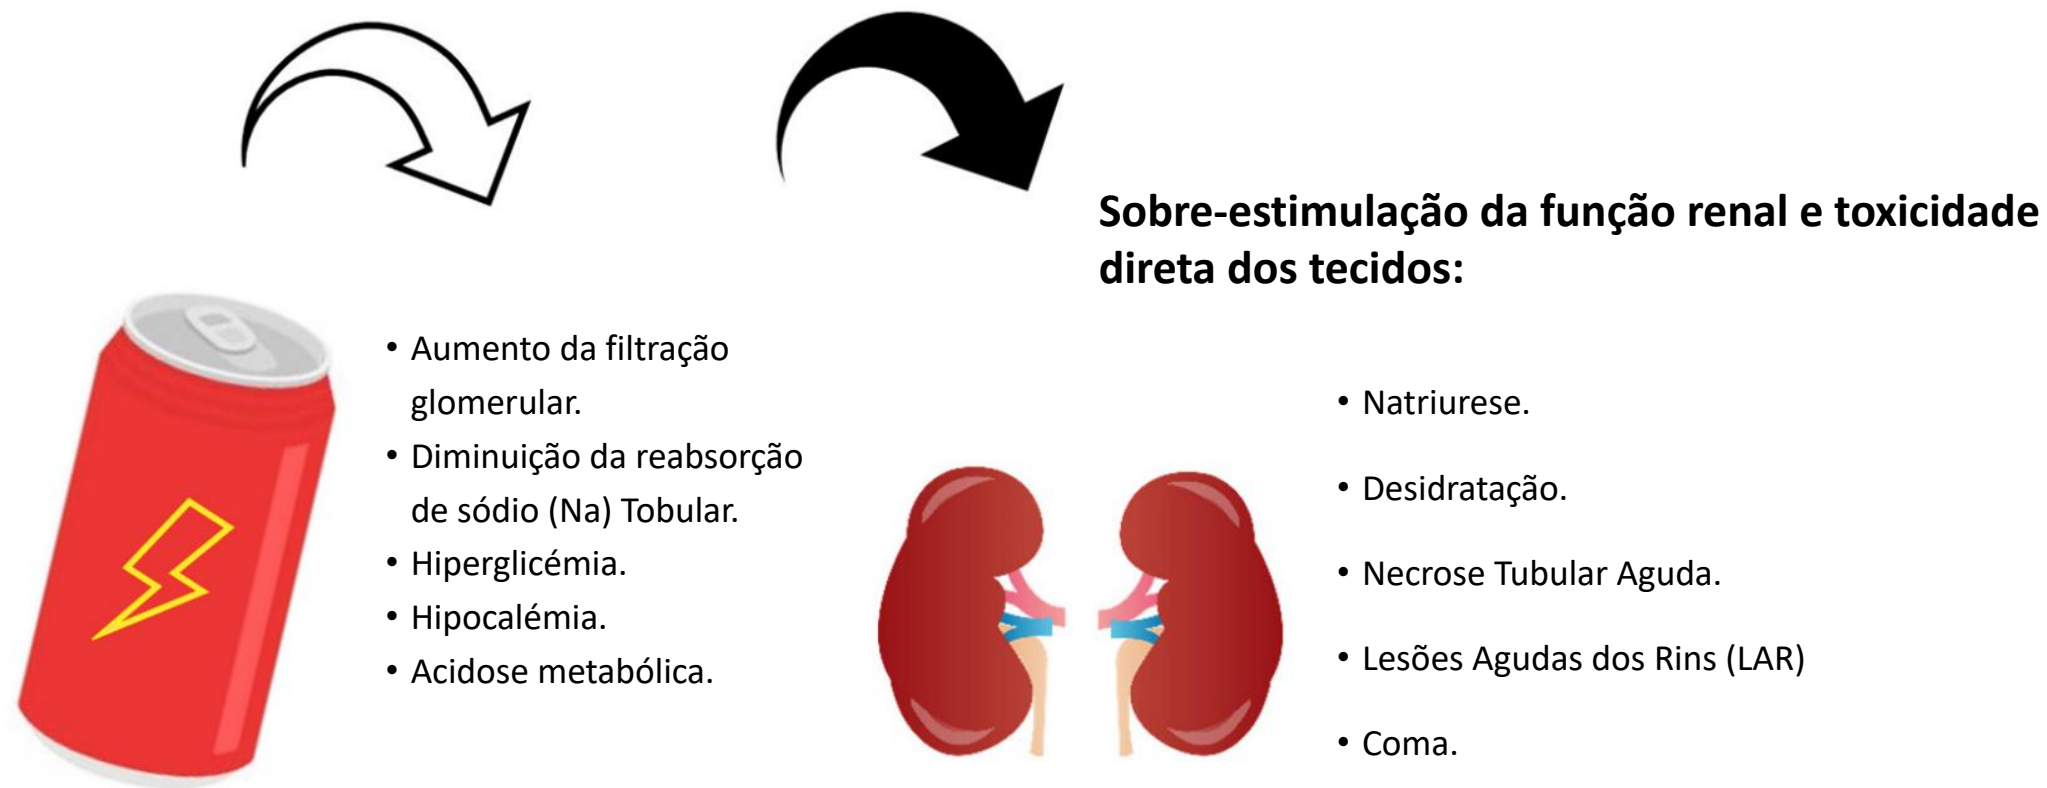 Sobre-estimulação da função renal e toxicidade
direta dos tecidos:
• Aumento da filtração
glomerular.
• Diminuição da reabsorção
de sódio (Na) Tobular.
• Hiperglicémia.
• Hipocalémia.
• Acidose metabólica.
• Natriurese.
• Desidratação.
• Necrose Tubular Aguda.
• Lesões Agudas dos Rins (LAR)
• Coma.